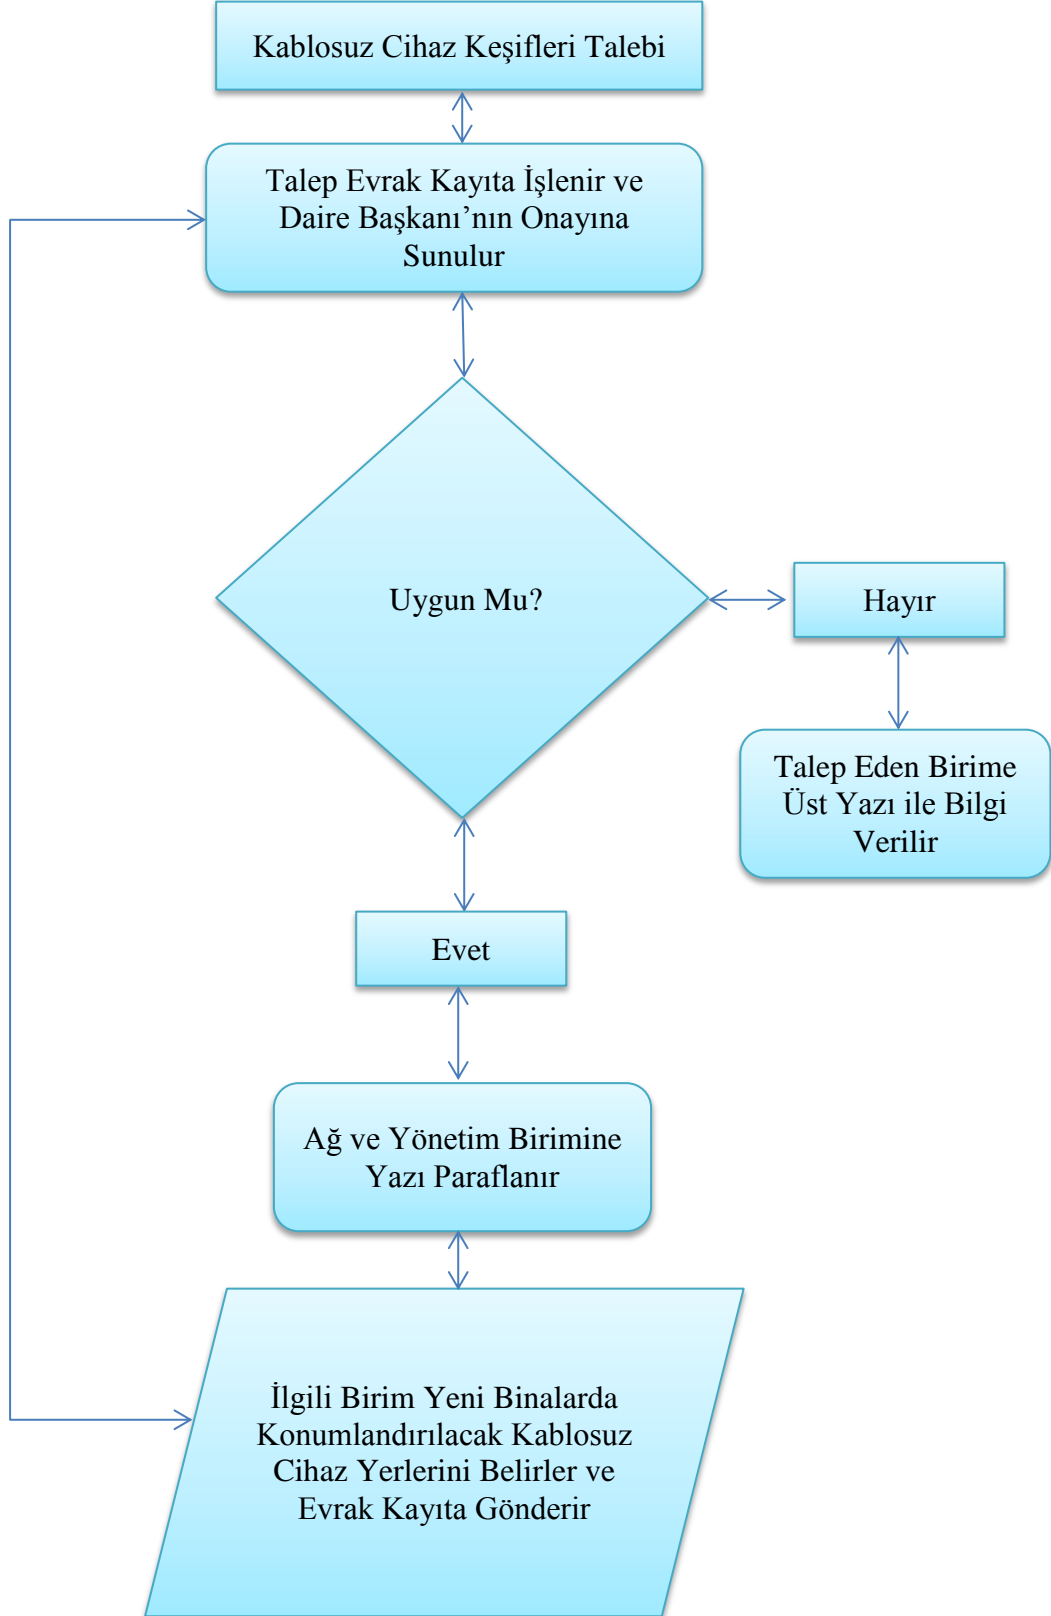 Kablosuz Cihaz Keşifleri Talebi
Talep Evrak Kayıta İşlenir ve
Daire Başkanı’nın Onayına
Sunulur
Uygun Mu?
Hayır
Talep Eden Birime
Üst Yazı ile Bilgi
Verilir
Evet
Ağ ve Yönetim Birimine
Yazı Paraflanır
İlgili Birim Yeni Binalarda
Konumlandırılacak Kablosuz
Cihaz Yerlerini Belirler ve
Evrak Kayıta Gönderir